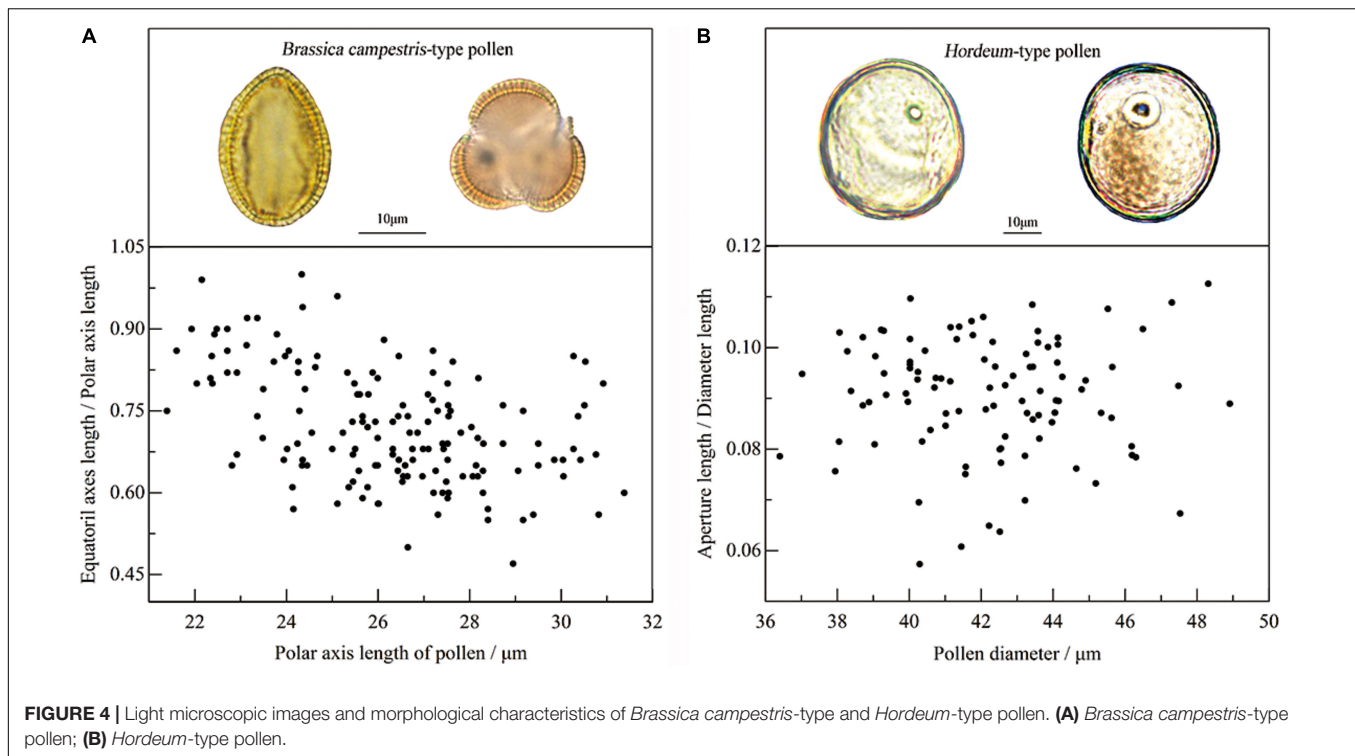 A
Brassica campestris-type pollen
10μm
1.05
0.90
0.75
0.60
0.45
Equatoril axes length / Polar axis length
22 24 26 28 30 32
Polar axis length of pollen / μm
B
Hordeum-type pollen
10μm
0.12
0.10
0.08
0.06
Aperture length / Diameter length
36 38 40 42 44 46 48 50
Pollen diameter / μm
FIGURE 4 | Light microscopic images and morphological characteristics of Brassica campestris-type and Hordeum-type pollen. (A) Brassica campestris-type
pollen; (B) Hordeum-type pollen.